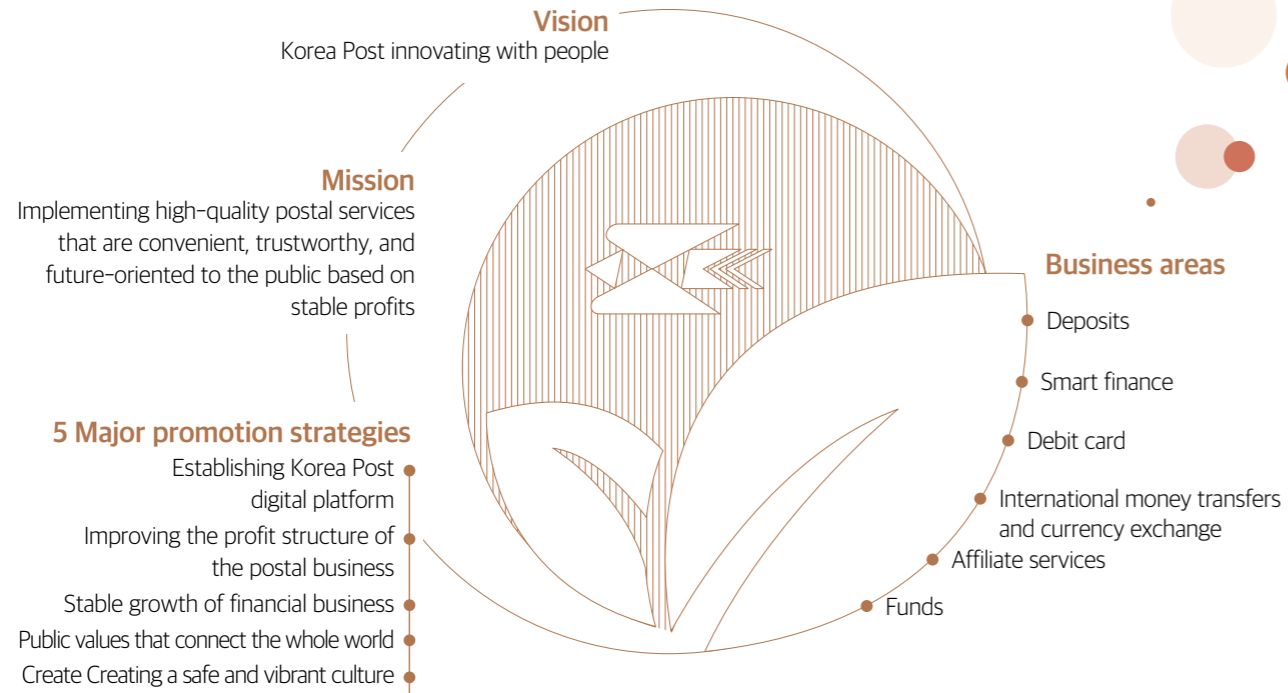 Vision
Korea Post innovating with people
Mission
Implementing high-quality postal services
that are convenient, trustworthy, and
future-oriented to the public based on
stable profits
5 Major promotion strategies
Establishing Korea Post
digital platform
Improving the profit structure of
the postal business
Stable growth of financial business
Public values that connect the whole world
Create Creating a safe and vibrant culture
Business areas
Deposits
Smart finance
Debit card
International money transfers
and currency exchange
Affiliate services
Funds